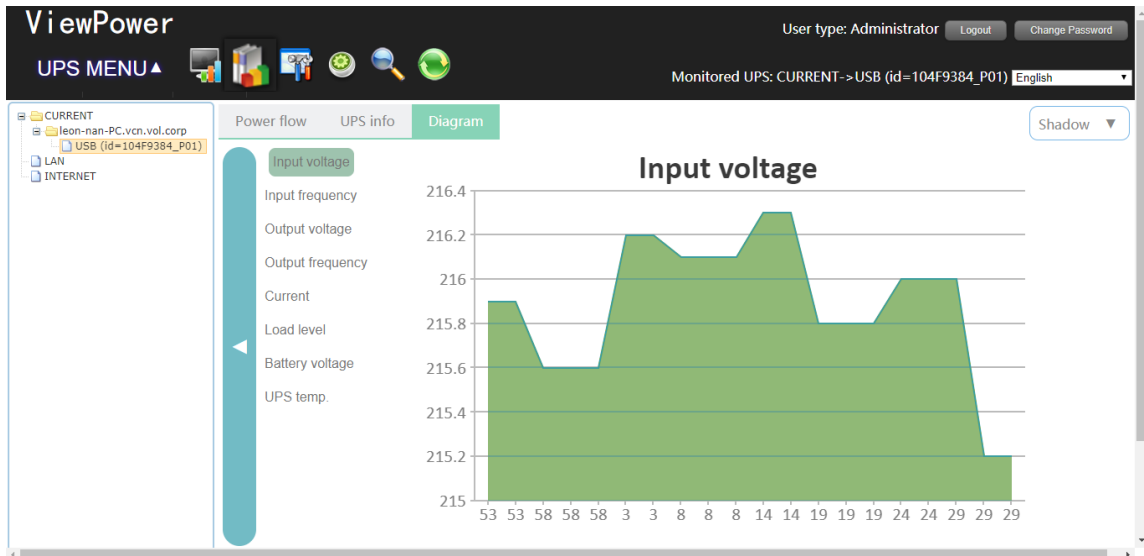 ViewPower
User type: Administrator Logout Change Password
UPS MENU▲
Monitored UPS: CURRENT->USB (id=104F9384_P01) English
CURRENT
leon-nan-PC.vcn.vol.corp
USB (id=104F9384_P01)
LAN
INTERNET
Power flow UPS info Diagram
Shadow ▼
Input voltage
Input frequency
Output voltage
Output frequency
Current
Load level
Battery voltage
UPS temp.
Input voltage
216.4
216.2
216
215.8
215.6
215.4
215.2
215
53 53 58 58 58 3 3 8 8 8 14 14 19 19 19 24 24 29 29 29